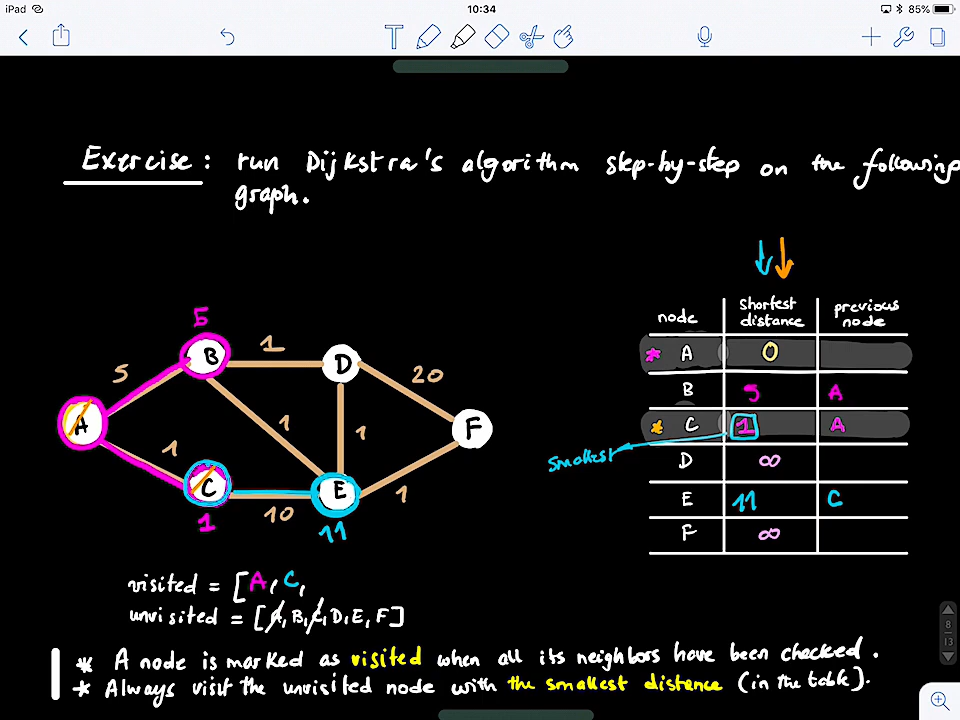 iPad 10:34 85%
T
Exercise: run Dijkstra's algorithm step-by-step on the following
graph.
node shortest distance previous node
A 0
B 5 A
C 1 A
D ∞
E 11 C
F ∞
smallest
5
B 1 D
5 20
1 1
A F
1
C 10 E 1
1 11
visited = [A, C,
unvisited = [A, B, C, D, E, F]
* A node is marked as visited when all its neighbors have been checked.
* Always visit the unvisited node with the smallest distance (in the table).
8
13